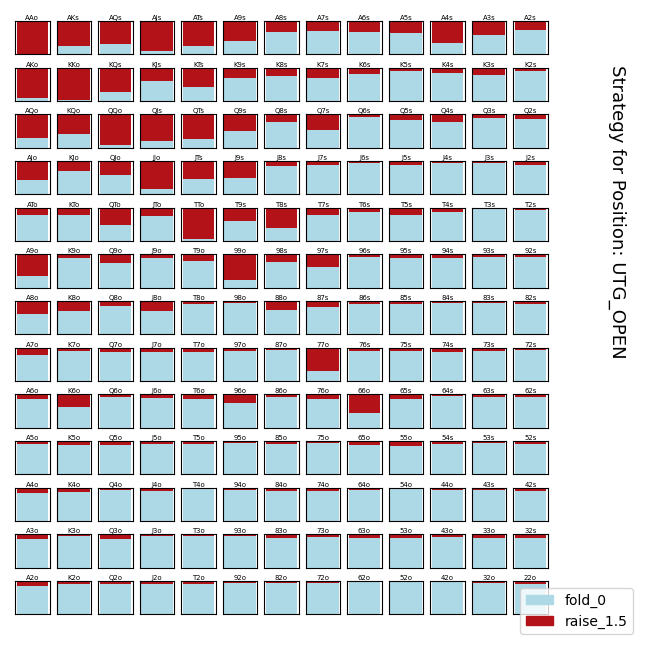 AAo AKs AQs AJs ATs A9s A8s A7s A6s A5s A4s A3s A2s
AKo KKo KQs KJs KTs K9s K8s K7s K6s K5s K4s K3s K2s
AQo KQo QQo QJs QTs Q9s Q8s Q7s Q6s Q5s Q4s Q3s Q2s
AJo KJo QJo JJo JTs J9s J8s J7s J6s J5s J4s J3s J2s
ATo KTo QTo JTo TTo T9s T8s T7s T6s T5s T4s T3s T2s
A9o K9o Q9o J9o T9o 99o 98s 97s 96s 95s 94s 93s 92s
A8o K8o Q8o J8o T8o 98o 88o 87s 86s 85s 84s 83s 82s
A7o K7o Q7o J7o T7o 97o 87o 77o 76s 75s 74s 73s 72s
A6o K6o Q6o J6o T6o 96o 86o 76o 66o 65s 64s 63s 62s
A5o K5o Q5o J5o T5o 95o 85o 75o 65o 55o 54s 53s 52s
A4o K4o Q4o J4o T4o 94o 84o 74o 64o 54o 44o 43s 42s
A3o K3o Q3o J3o T3o 93o 83o 73o 63o 53o 43o 33o 32s
A2o K2o Q2o J2o T2o 92o 82o 72o 62o 52o 42o 32o 22o
Strategy for Position: UTG_OPEN
fold_0
raise_1.5